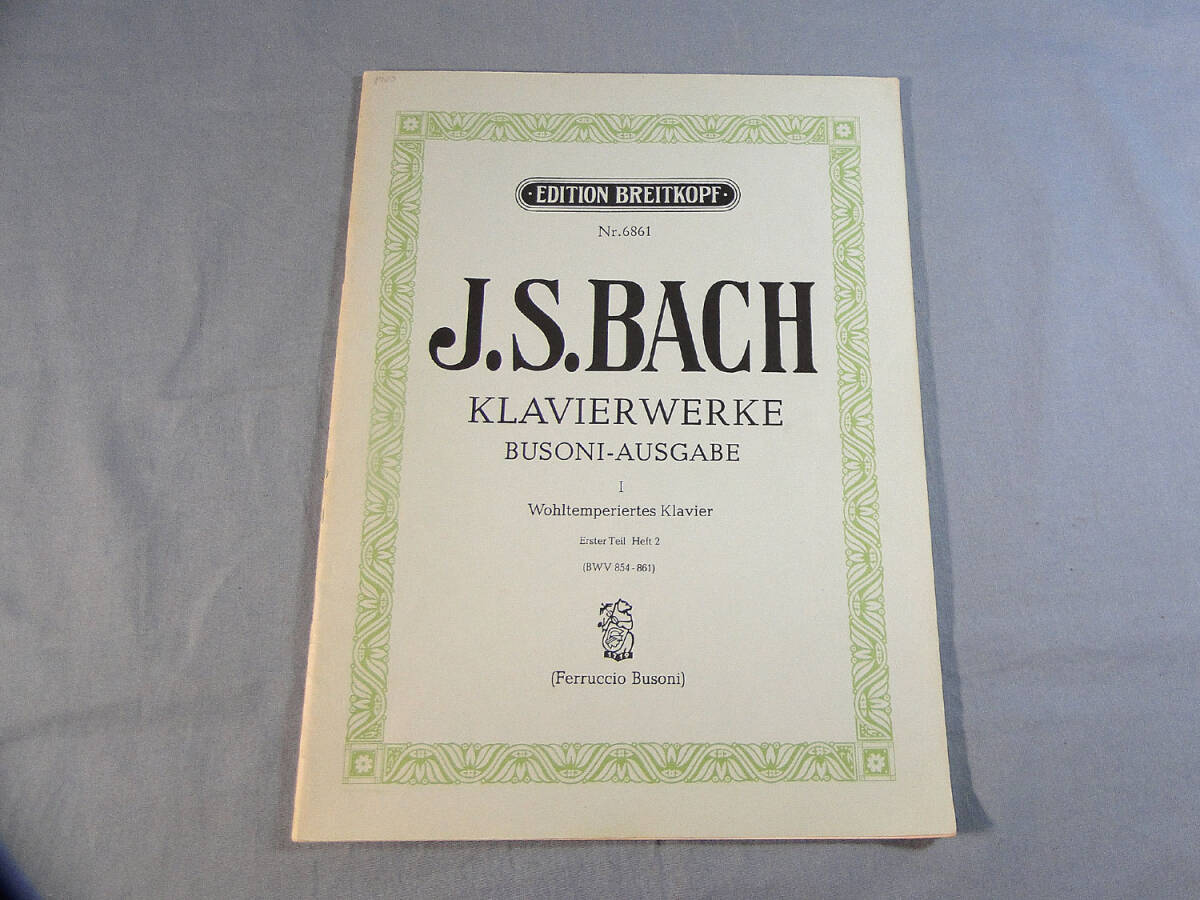 ·EDITION BREITKOPF·
Nr.6861
J.S.BACH
KLAVIERWERKE
BUSONI-AUSGABE
I
Wohltemperiertes Klavier
Erster Teil Heft 2
(BWV 854-861)
1719
(Ferruccio Busoni)